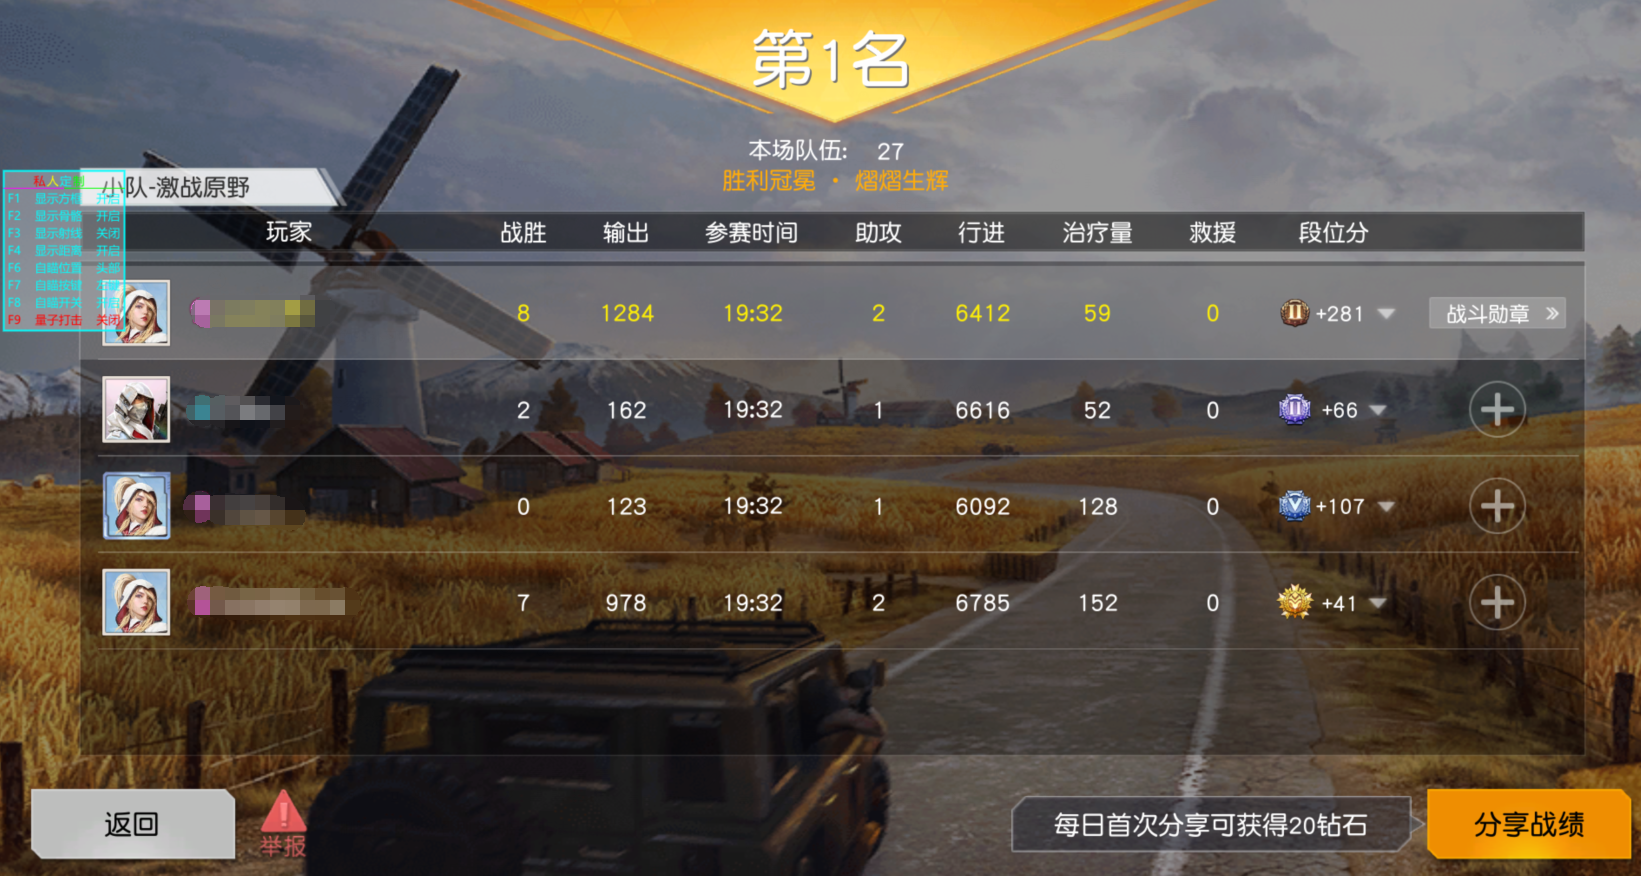 第1名
本场队伍: 27
胜利冠冕 · 熠熠生辉
小队-激战原野
私人定制
F1 显示方框 开启
F2 显示骨骼 开启
F3 显示射线 关闭
F4 显示距离 开启
F6 自瞄位置 头部
F7 自瞄按键 左键
F8 自瞄开关 开启
F9 量子打击 关闭
玩家 战胜 输出 参赛时间 助攻 行进 治疗量 救援 段位分
8 1284 19:32 2 6412 59 0 +281 战斗勋章 »
2 162 19:32 1 6616 52 0 +66
0 123 19:32 1 6092 128 0 +107
7 978 19:32 2 6785 152 0 +41
返回
举报
每日首次分享可获得20钻石
分享战绩